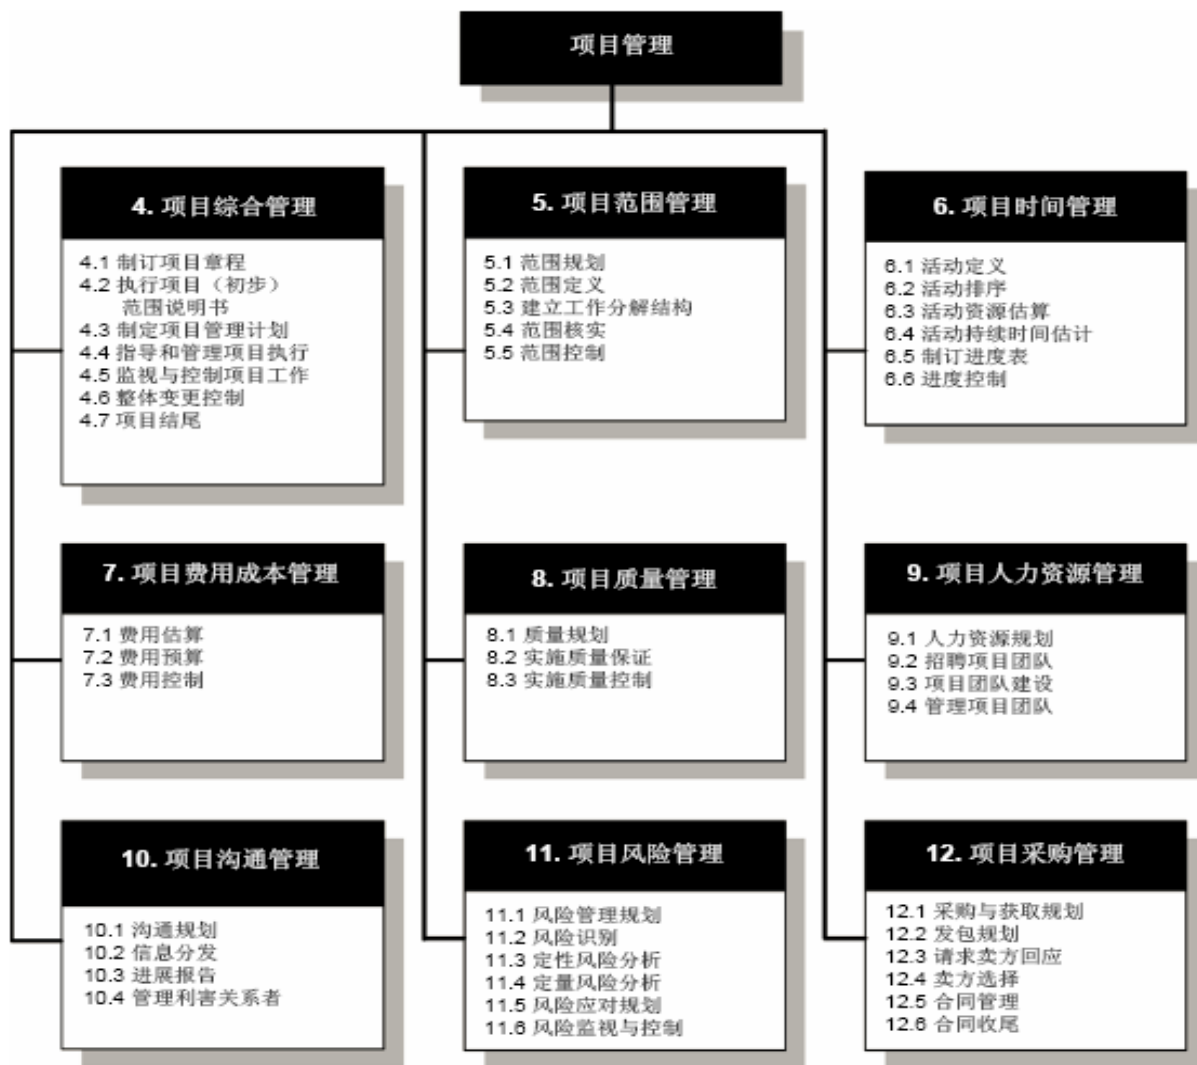 项目管理
4. 项目综合管理
4.1 制订项目章程
4.2 执行项目（初步）
范围说明书
4.3 制定项目管理计划
4.4 指导和管理项目执行
4.5 监视与控制项目工作
4.6 整体变更控制
4.7 项目结尾
5. 项目范围管理
5.1 范围规划
5.2 范围定义
5.3 建立工作分解结构
5.4 范围核实
5.5 范围控制
6. 项目时间管理
6.1 活动定义
6.2 活动排序
6.3 活动资源估算
6.4 活动持续时间估计
6.5 制订进度表
6.6 进度控制
7. 项目费用成本管理
7.1 费用估算
7.2 费用预算
7.3 费用控制
8. 项目质量管理
8.1 质量规划
8.2 实施质量保证
8.3 实施质量控制
9. 项目人力资源管理
9.1 人力资源规划
9.2 招聘项目团队
9.3 项目团队建设
9.4 管理项目团队
10. 项目沟通管理
10.1 沟通规划
10.2 信息分发
10.3 进展报告
10.4 管理利害关系者
11. 项目风险管理
11.1 风险管理规划
11.2 风险识别
11.3 定性风险分析
11.4 定量风险分析
11.5 风险应对规划
11.6 风险监视与控制
12. 项目采购管理
12.1 采购与获取规划
12.2 发包规划
12.3 请求卖方回应
12.4 卖方选择
12.5 合同管理
12.6 合同收尾